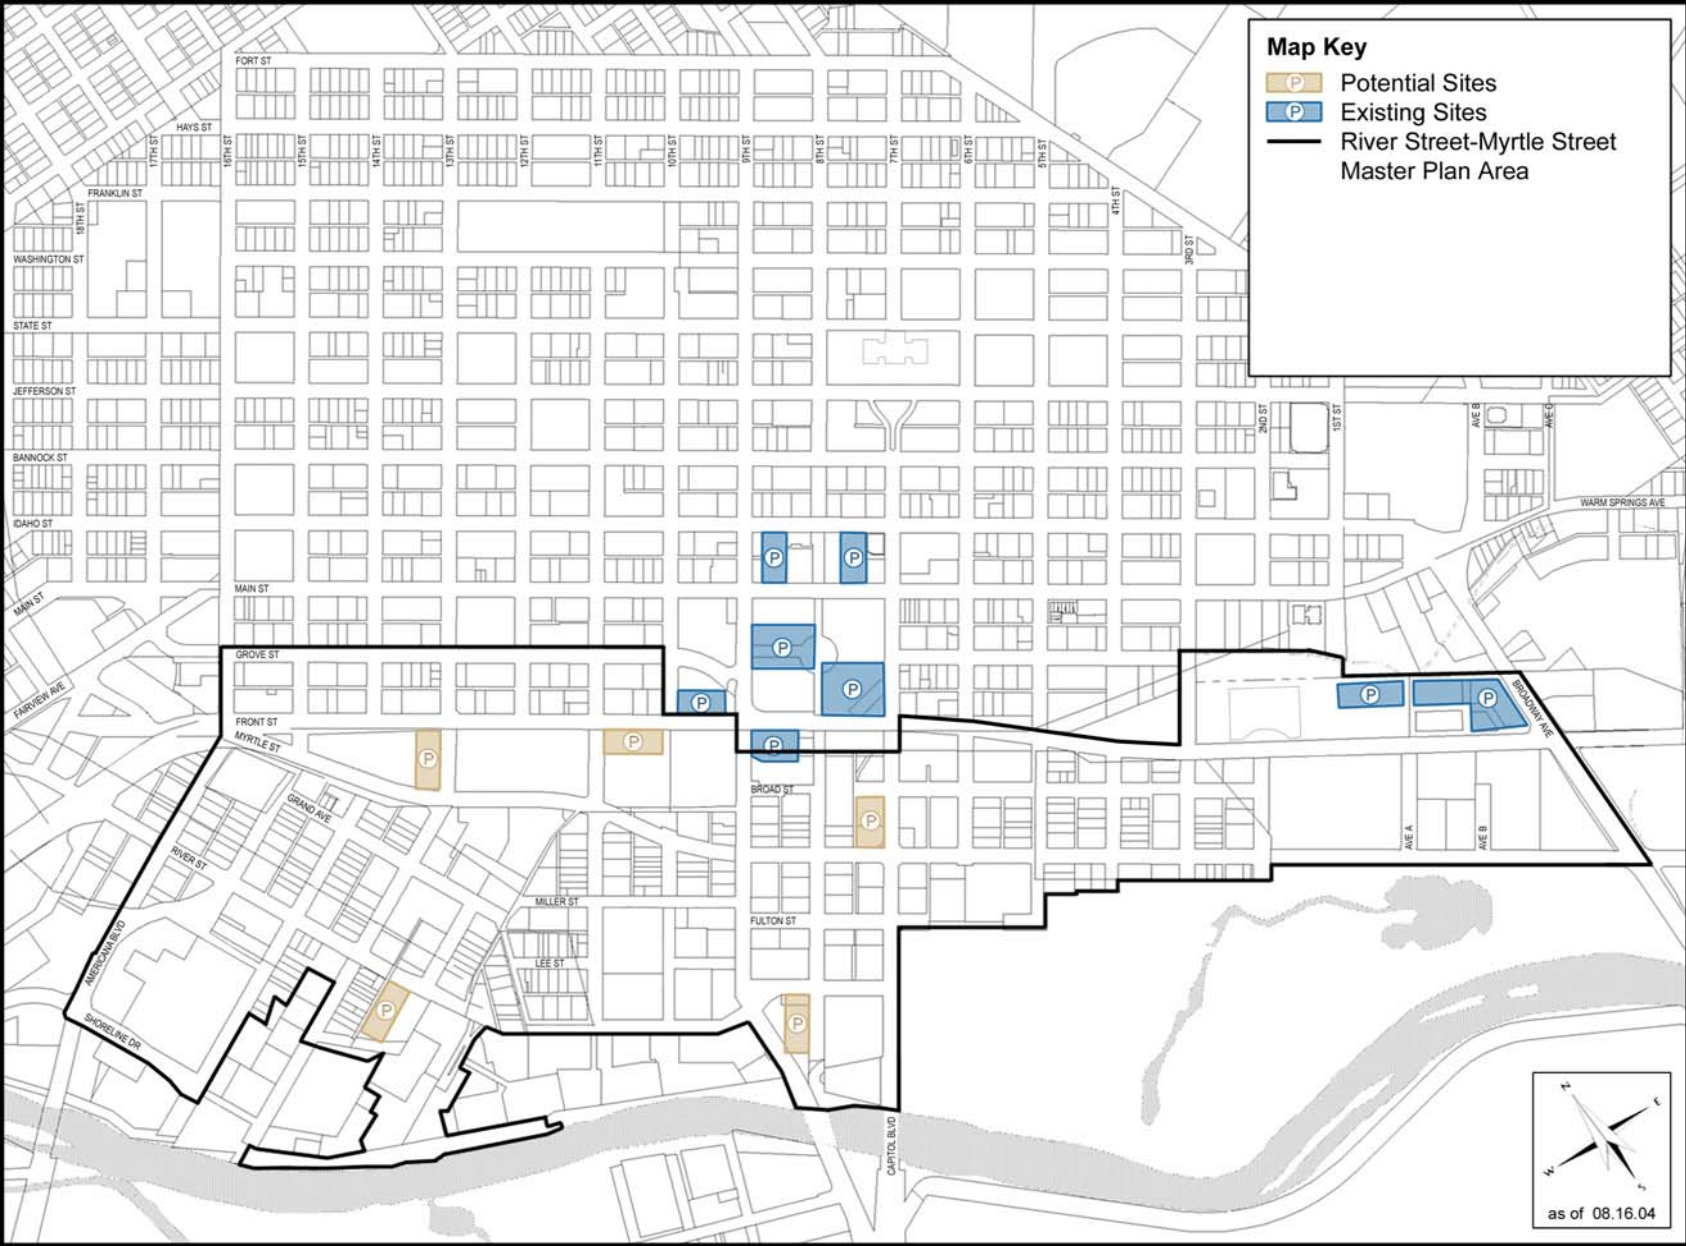 Map Key
P Potential Sites
P Existing Sites
River Street-Myrtle Street
Master Plan Area
FORT ST
HAYS ST
17TH ST
16TH ST
15TH ST
14TH ST
13TH ST
12TH ST
11TH ST
10TH ST
9TH ST
8TH ST
7TH ST
6TH ST
5TH ST
FRANKLIN ST
18TH ST
4TH ST
3RD ST
WASHINGTON ST
STATE ST
JEFFERSON ST
2ND ST
1ST ST
AVE B
AVE C
BANNOCK ST
WARM SPRINGS AVE
IDAHO ST
P
P
MAIN ST
MAIN ST
P
GROVE ST
P
P
P
P
FAIRVIEW AVE
BROADWAY AVE
FRONT ST
MYRTLE ST
P
P
P
BROAD ST
GRAND AVE
P
AVE A
AVE B
RIVER ST
MILLER ST
FULTON ST
AMERICANA BLVD
LEE ST
P
P
SHORELINE DR
CAPITOL BLVD
N
E
W
S
as of 08.16.04